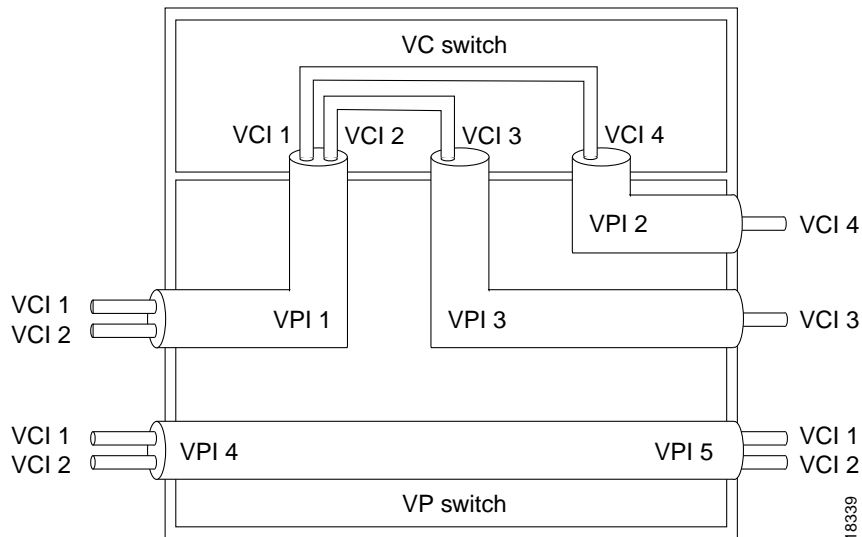 VC switch
VCI 1 VCI 2 VCI 3 VCI 4
VPI 2 VCI 4
VCI 1
VCI 2
VPI 1 VPI 3 VCI 3
VCI 1
VCI 2
VPI 4 VPI 5
VCI 1
VCI 2
VP switch
18339